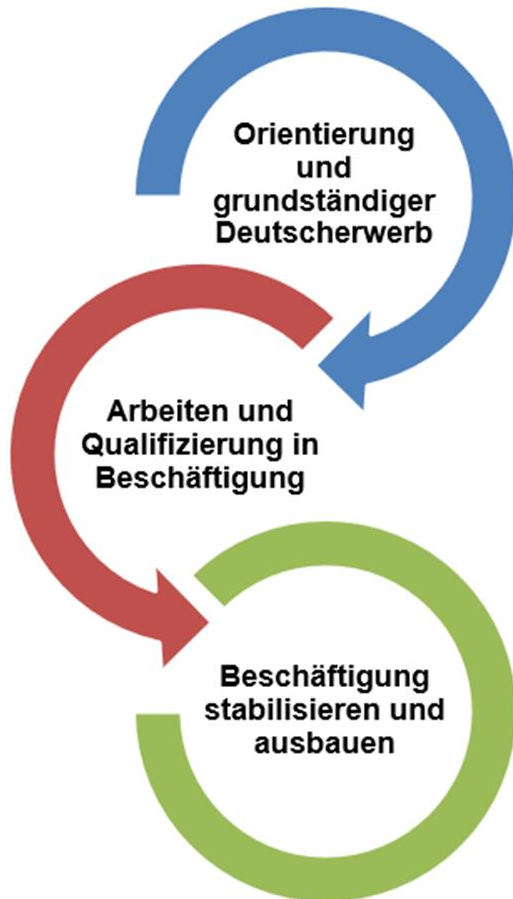 Orientierung
und
grundständiger
Deutscherwerb
Arbeiten und
Qualifizierung in
Beschäftigung
Beschäftigung
stabilisieren und
ausbauen